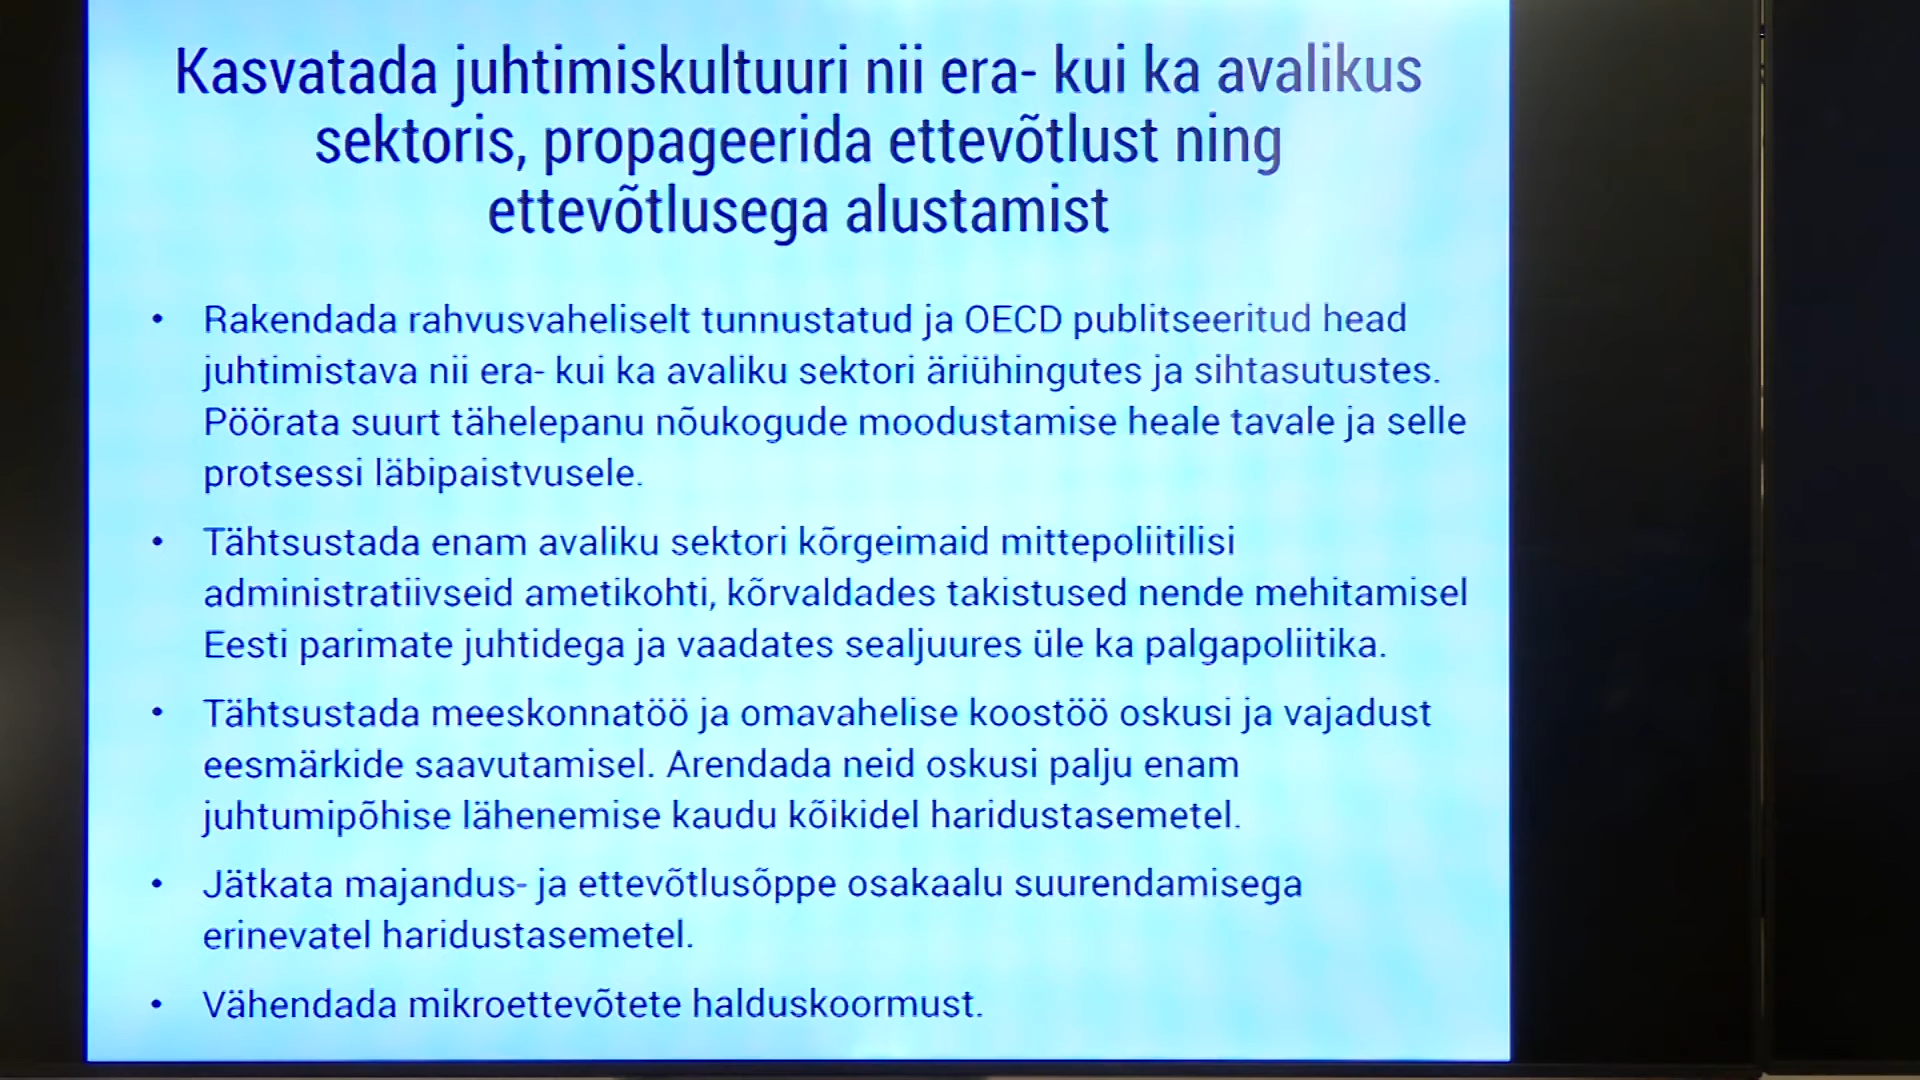 Kasvatada juhtimiskultuuri nii era- kui ka avalikus
sektoris, propageerida ettevõtlust ning
ettevõtlusega alustamist
• Rakendada rahvusvaheliselt tunnustatud ja OECD publitseeritud head
juhtimistava nii era- kui ka avaliku sektori äriühingutes ja sihtasutustes.
Pöörata suurt tähelepanu nõukogude moodustamise heale tavale ja selle
protsessi läbipaistvusele.
• Tähtsustada enam avaliku sektori kõrgeimaid mittepoliitilisi
administratiivseid ametikohti, kõrvaldades takistused nende mehitamisel
Eesti parimate juhtidega ja vaadates sealjuures üle ka palgapoliitika.
• Tähtsustada meeskonnatöö ja omavahelise koostöö oskusi ja vajadust
eesmärkide saavutamisel. Arendada neid oskusi palju enam
juhtumipõhise lähenemise kaudu kõikidel haridustasemetel.
• Jätkata majandus- ja ettevõtlusõppe osakaalu suurendamisega
erinevatel haridustasemetel.
• Vähendada mikroettevõtete halduskoormust.